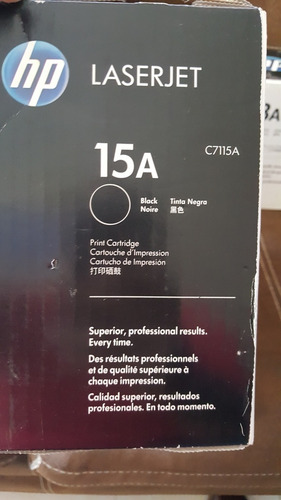 hp
LASERJET
15A
C7115A
Black Tinta Negra
Noire 黑色
Print Cartridge
Cartouche d'Impression
Cartucho de Impresión
打印硒鼓
Superior, professional results.
Every time.
Des résultats professionnels
et de qualité supérieure à
chaque impression.
Calidad superior, resultados
profesionales. En todo momento.